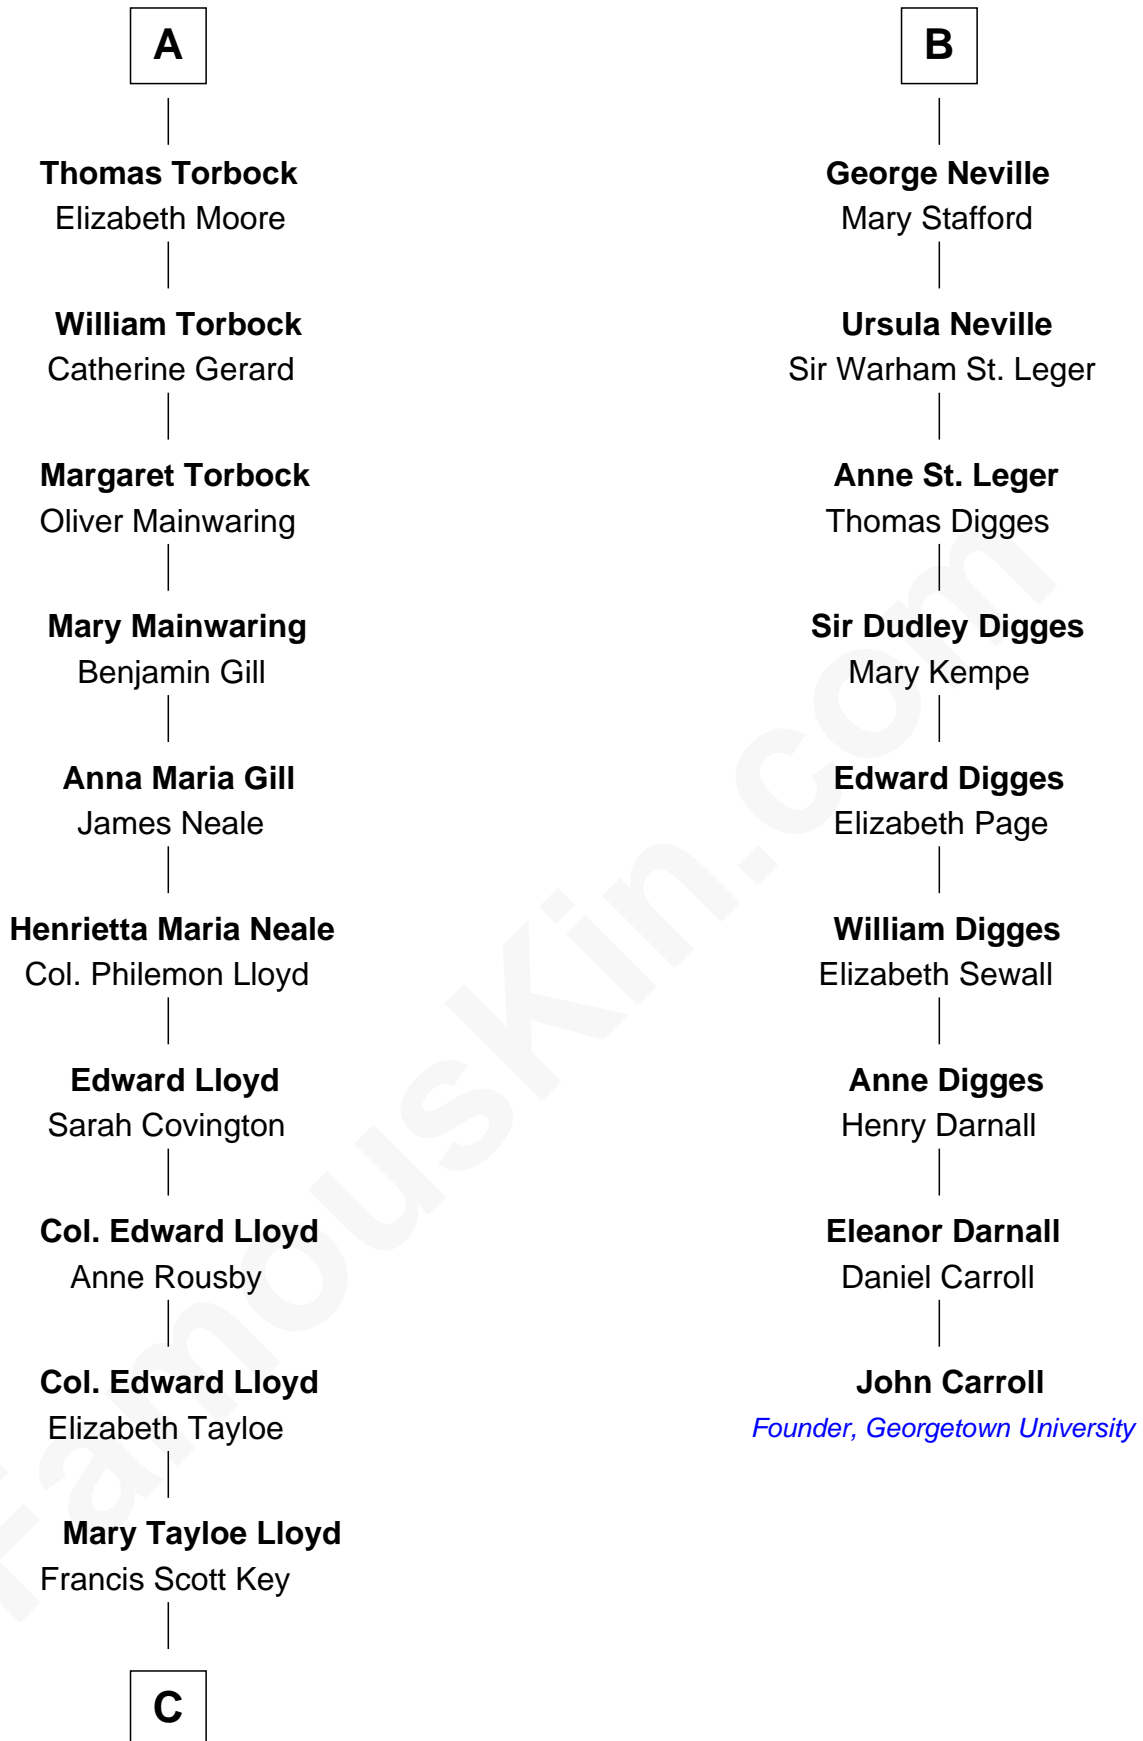 A
Thomas Torbock
Elizabeth Moore
William Torbock
Catherine Gerard
Margaret Torbock
Oliver Mainwaring
Mary Mainwaring
Benjamin Gill
Anna Maria Gill
James Neale
Henrietta Maria Neale
Col. Philemon Lloyd
Edward Lloyd
Sarah Covington
Col. Edward Lloyd
Anne Rousby
Col. Edward Lloyd
Elizabeth Tayloe
Mary Tayloe Lloyd
Francis Scott Key
C
B
George Neville
Mary Stafford
Ursula Neville
Sir Warham St. Leger
Anne St. Leger
Thomas Digges
Sir Dudley Digges
Mary Kempe
Edward Digges
Elizabeth Page
William Digges
Elizabeth Sewall
Anne Digges
Henry Darnall
Eleanor Darnall
Daniel Carroll
John Carroll
Founder, Georgetown University
FamousKin.com